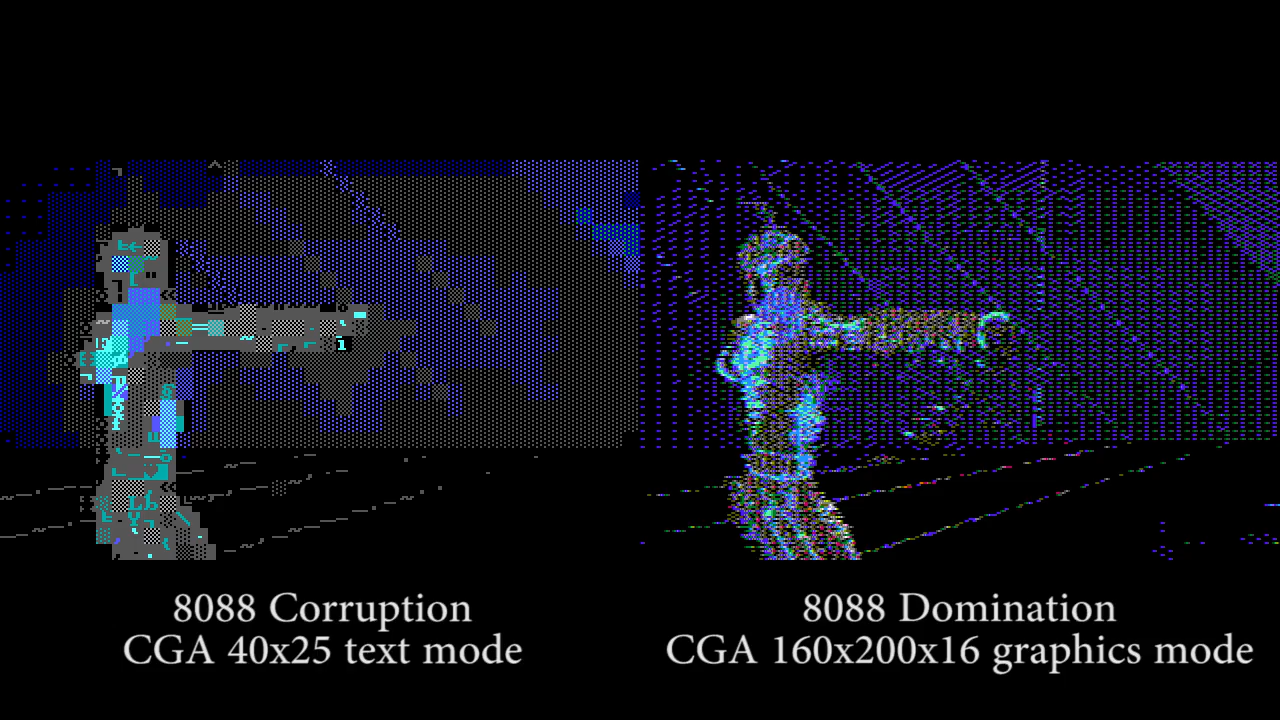 8088 Corruption
CGA 40x25 text mode
8088 Domination
CGA 160x200x16 graphics mode